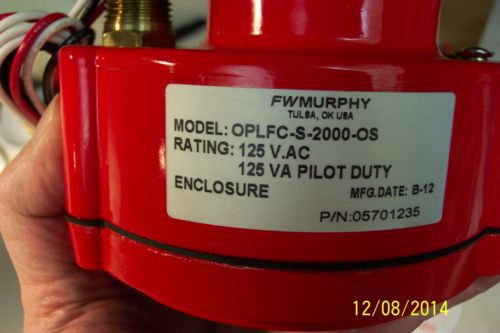 FWMURPHY
TULSA, OK USA
MODEL: OPLFC-S-2000-OS
RATING: 125 V.AC
125 VA PILOT DUTY
ENCLOSURE MFG.DATE: B-12
P/N:05701235
12/08/2014